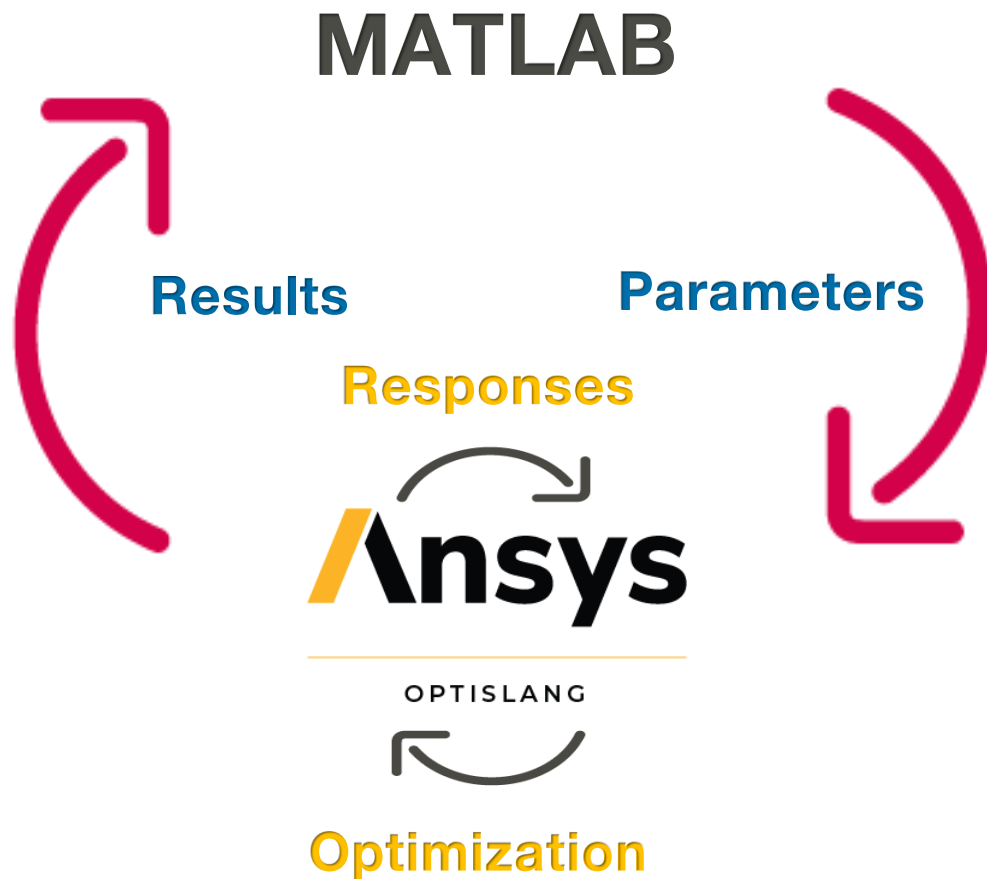 MATLAB
Results
Parameters
Responses
Ansys
OPTISLANG
Optimization